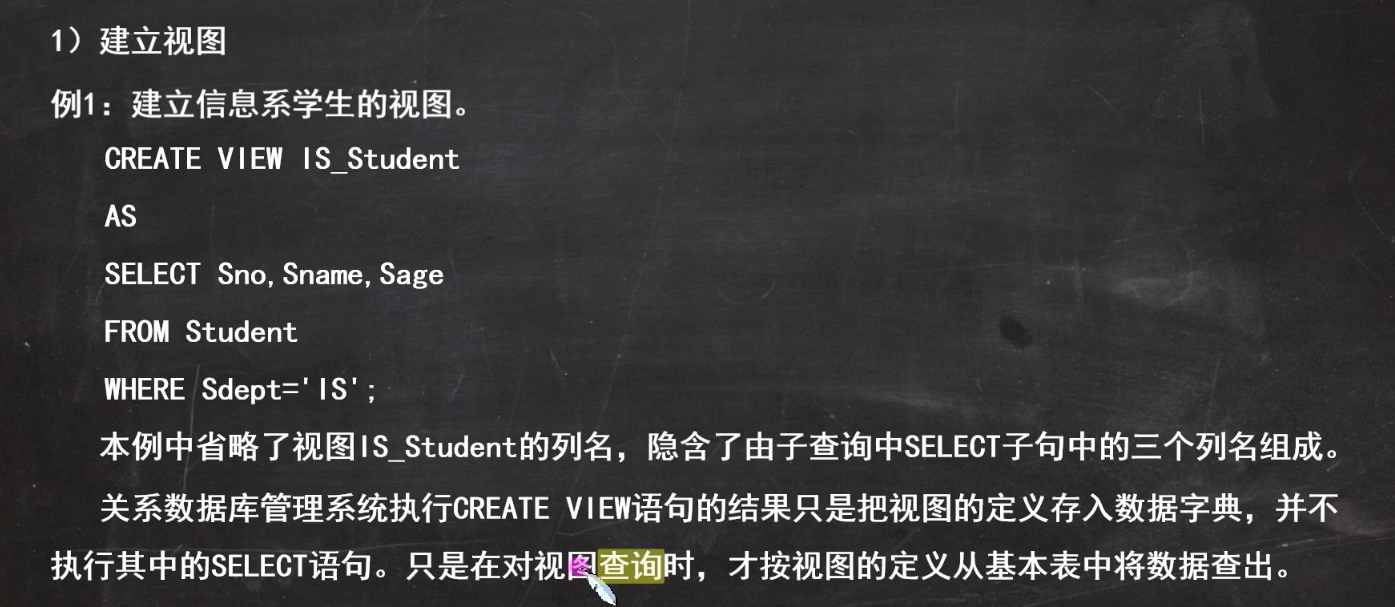 1）建立视图
例1：建立信息系学生的视图。
CREATE VIEW IS_Student
AS
SELECT Sno,Sname,Sage
FROM Student
WHERE Sdept='IS';
本例中省略了视图IS_Student的列名，隐含了由子查询中SELECT子句中的三个列名组成。
关系数据库管理系统执行CREATE VIEW语句的结果只是把视图的定义存入数据字典，并不
执行其中的SELECT语句。只是在对视图查询时，才按视图的定义从基本表中将数据查出。